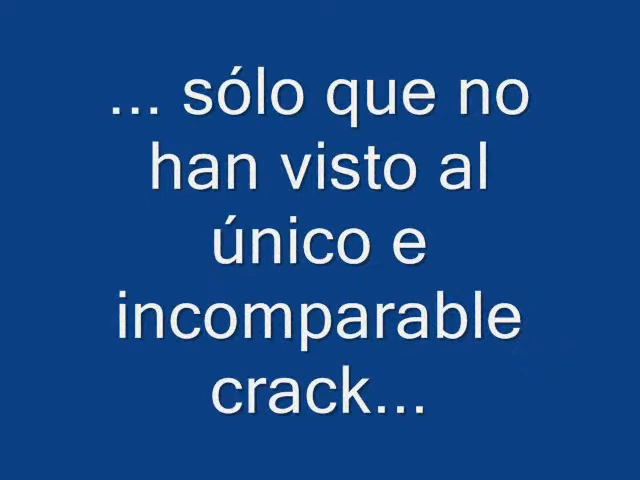 ... sólo que no
han visto al
único e
incomparable
crack...